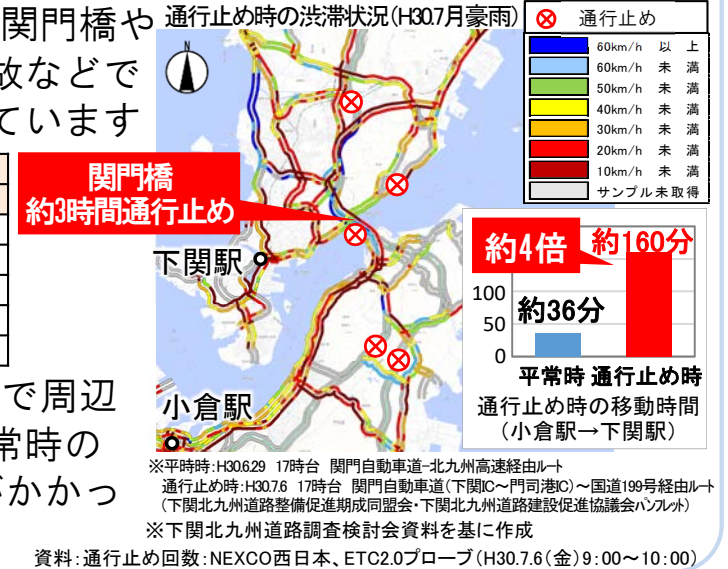 関門橋や
故などで
ています
で周辺
常時の
がかかっ
通行止め時の渋滞状況(H30.7月豪雨)
通行止め
60km/h 以 上
60km/h 未 満
50km/h 未 満
40km/h 未 満
30km/h 未 満
20km/h 未 満
10km/h 未 満
サンプル未取得
関門橋
約3時間通行止め
下関駅
小倉駅
約4倍
約160分
約36分
100
50
0
平常時 通行止め時
通行止め時の移動時間
(小倉駅→下関駅)
※平時時:H30.6.29 17時台 関門自動車道-北九州高速経由ルート
通行止め時:H30.7.6 17時台 関門自動車道(下関IC~門司港IC)~国道199号経由ルート
(下関北九州道路整備促進期成同盟会・下関北九州道路建設促進協議会パンフレット)
※下関北九州道路調査検討会資料を基に作成
資料:通行止め回数:NEXCO西日本、ETC2.0プローブ(H30.7.6(金)9:00~10:00)